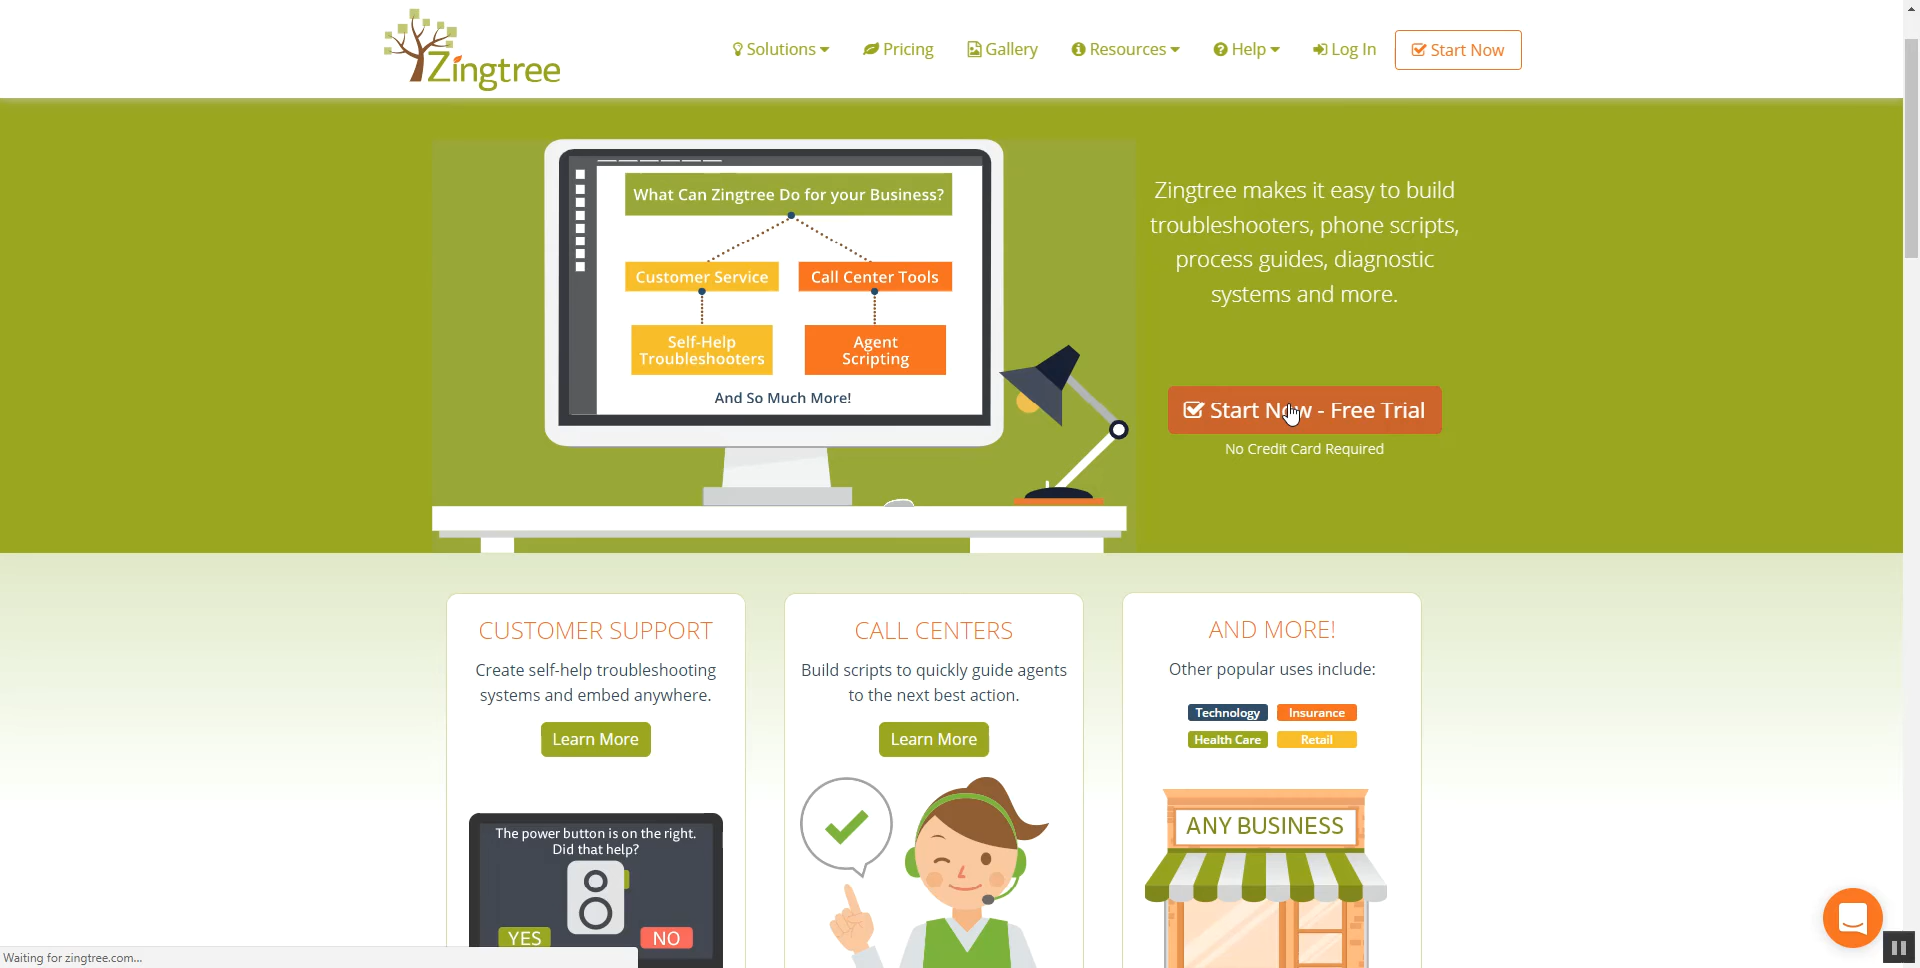 Zingtree
Solutions
Pricing
Gallery
Resources
Help
Log In
Start Now
What Can Zingtree Do for your Business?
Customer Service
Call Center Tools
Self-Help
Troubleshooters
Agent
Scripting
And So Much More!
Zingtree makes it easy to build
troubleshooters, phone scripts,
process guides, diagnostic
systems and more.
Start Now - Free Trial
No Credit Card Required
CUSTOMER SUPPORT
Create self-help troubleshooting
systems and embed anywhere.
Learn More
The power button is on the right.
Did that help?
YES
NO
CALL CENTERS
Build scripts to quickly guide agents
to the next best action.
Learn More
AND MORE!
Other popular uses include:
Technology
Insurance
Health Care
Retail
ANY BUSINESS
Waiting for zingtree.com...